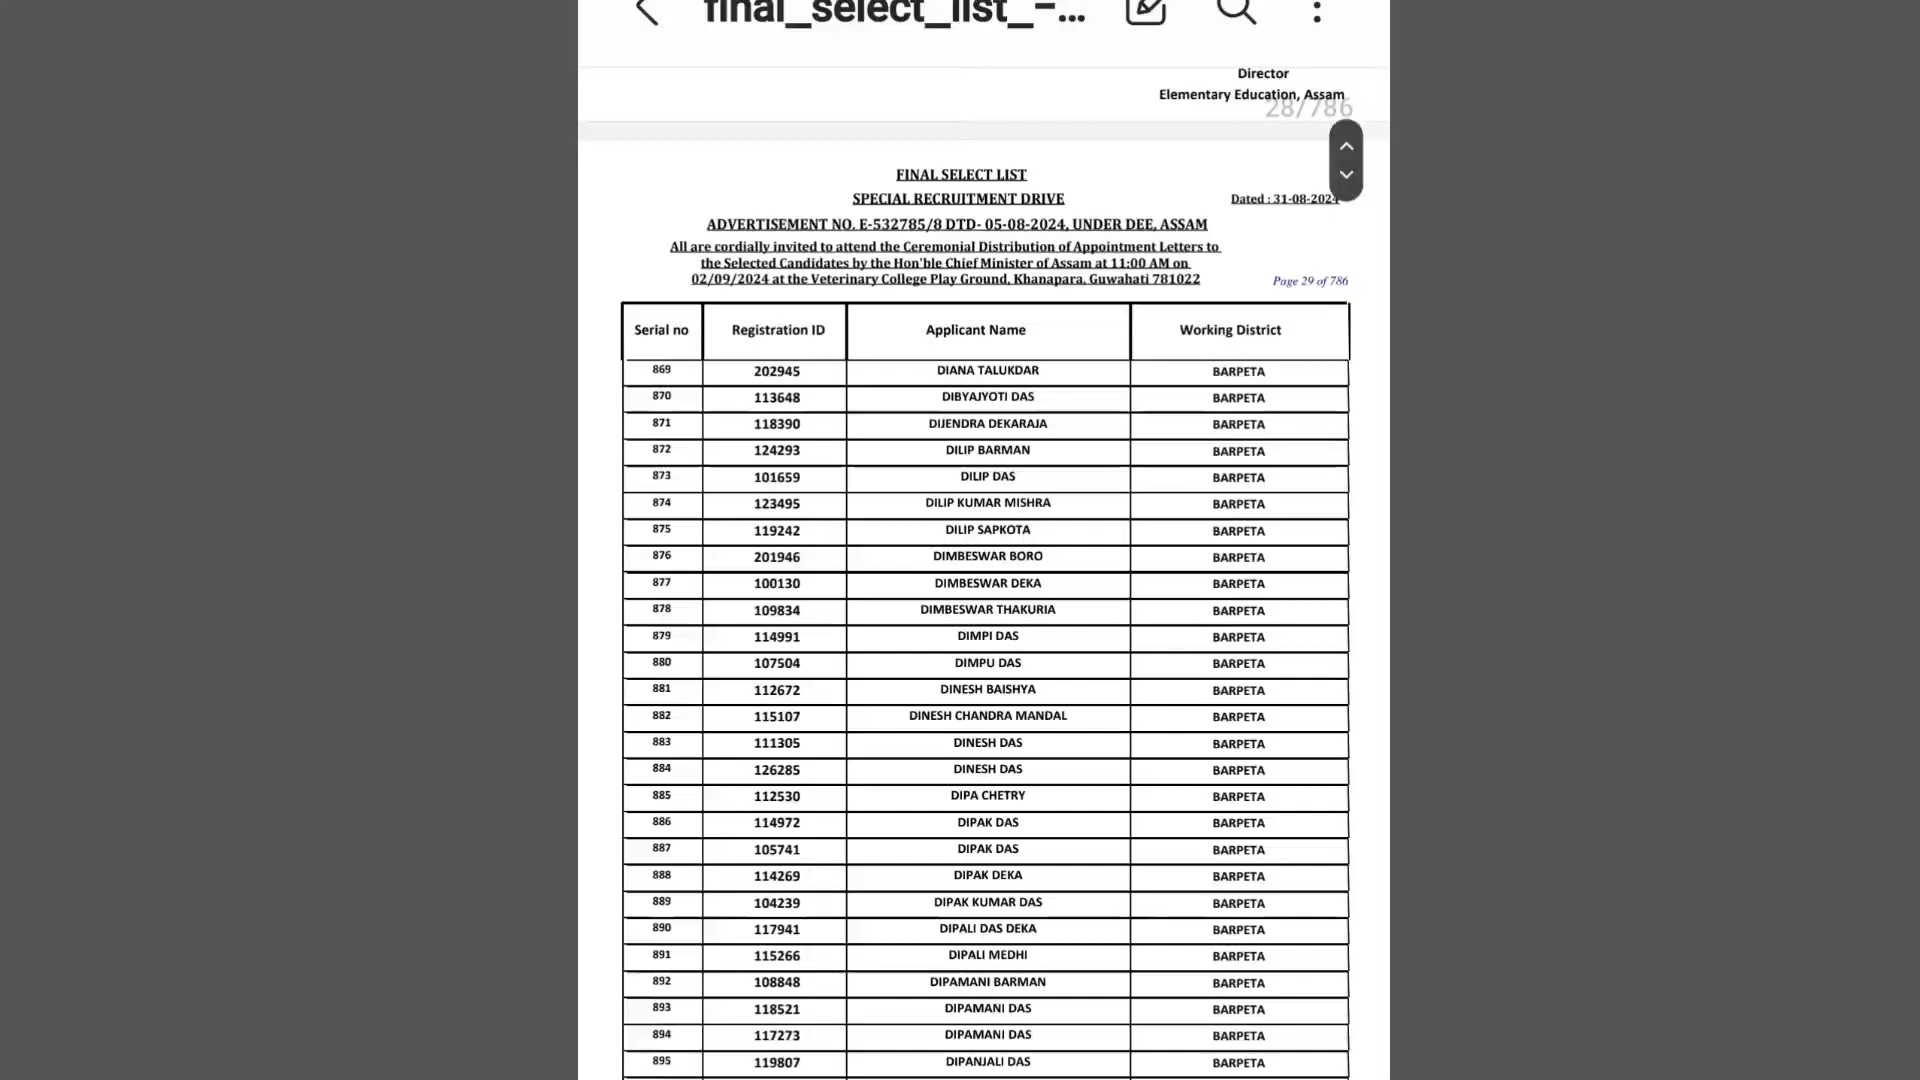 final_select_list_-...
Director
Elementary Education, Assam
28/786
FINAL SELECT LIST
SPECIAL RECRUITMENT DRIVE
Dated : 31-08-2024
ADVERTISEMENT NO. E-532785/8 DTD- 05-08-2024, UNDER DEE, ASSAM
All are cordially invited to attend the Ceremonial Distribution of Appointment Letters to
the Selected Candidates by the Hon'ble Chief Minister of Assam at 11:00 AM on
02/09/2024 at the Veterinary College Play Ground, Khanapara, Guwahati 781022
Page 29 of 786
Serial no Registration ID Applicant Name Working District
869 202945 DIANA TALUKDAR BARPETA
870 113648 DIBYAJYOTI DAS BARPETA
871 118390 DIJENDRA DEKARAJA BARPETA
872 124293 DILIP BARMAN BARPETA
873 101659 DILIP DAS BARPETA
874 123495 DILIP KUMAR MISHRA BARPETA
875 119242 DILIP SAPKOTA BARPETA
876 201946 DIMBESWAR BORO BARPETA
877 100130 DIMBESWAR DEKA BARPETA
878 109834 DIMBESWAR THAKURIA BARPETA
879 114991 DIMPI DAS BARPETA
880 107504 DIMPU DAS BARPETA
881 112672 DINESH BAISHYA BARPETA
882 115107 DINESH CHANDRA MANDAL BARPETA
883 111305 DINESH DAS BARPETA
884 126285 DINESH DAS BARPETA
885 112530 DIPA CHETRY BARPETA
886 114972 DIPAK DAS BARPETA
887 105741 DIPAK DAS BARPETA
888 114269 DIPAK DEKA BARPETA
889 104239 DIPAK KUMAR DAS BARPETA
890 117941 DIPALI DAS DEKA BARPETA
891 115266 DIPALI MEDHI BARPETA
892 108848 DIPAMANI BARMAN BARPETA
893 118521 DIPAMANI DAS BARPETA
894 117273 DIPAMANI DAS BARPETA
895 119807 DIPANJALI DAS BARPETA